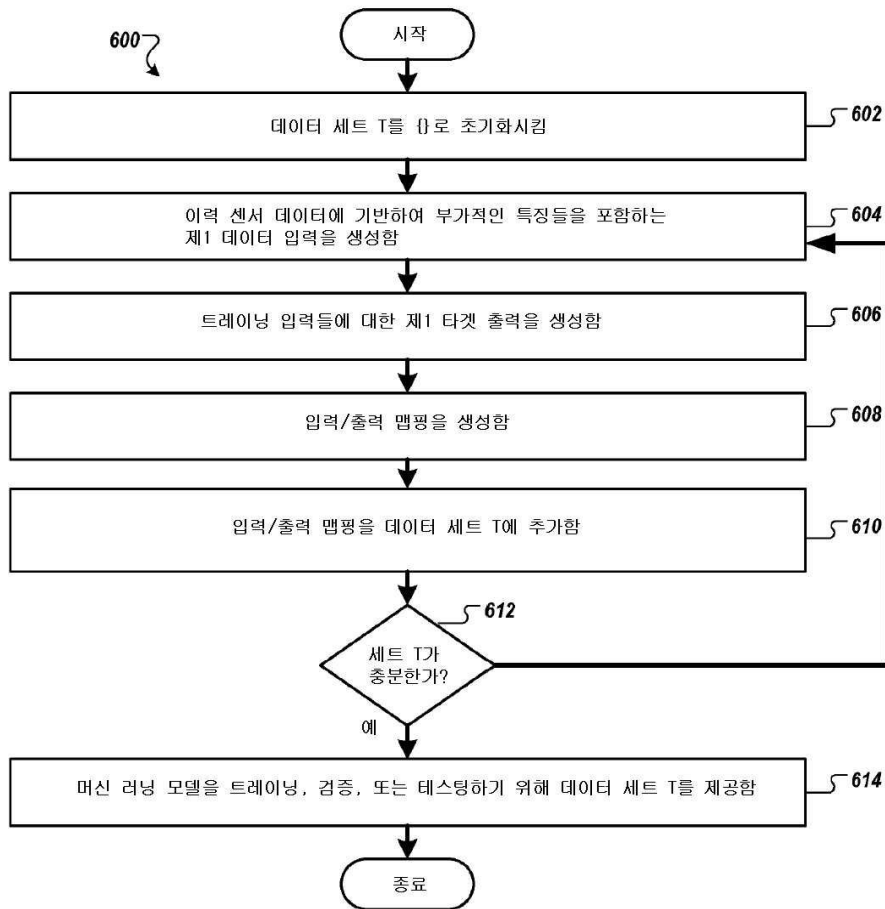 시작
600
데이터 세트 T를 {}로 초기화시킴
602
이력 센서 데이터에 기반하여 부가적인 특징들을 포함하는
제1 데이터 입력을 생성함
604
트레이닝 입력들에 대한 제1 타겟 출력을 생성함
606
입력/출력 맵핑을 생성함
608
입력/출력 맵핑을 데이터 세트 T에 추가함
610
612
세트 T가
충분한가?
예
머신 러닝 모델을 트레이닝, 검증, 또는 테스팅하기 위해 데이터 세트 T를 제공함
614
종료